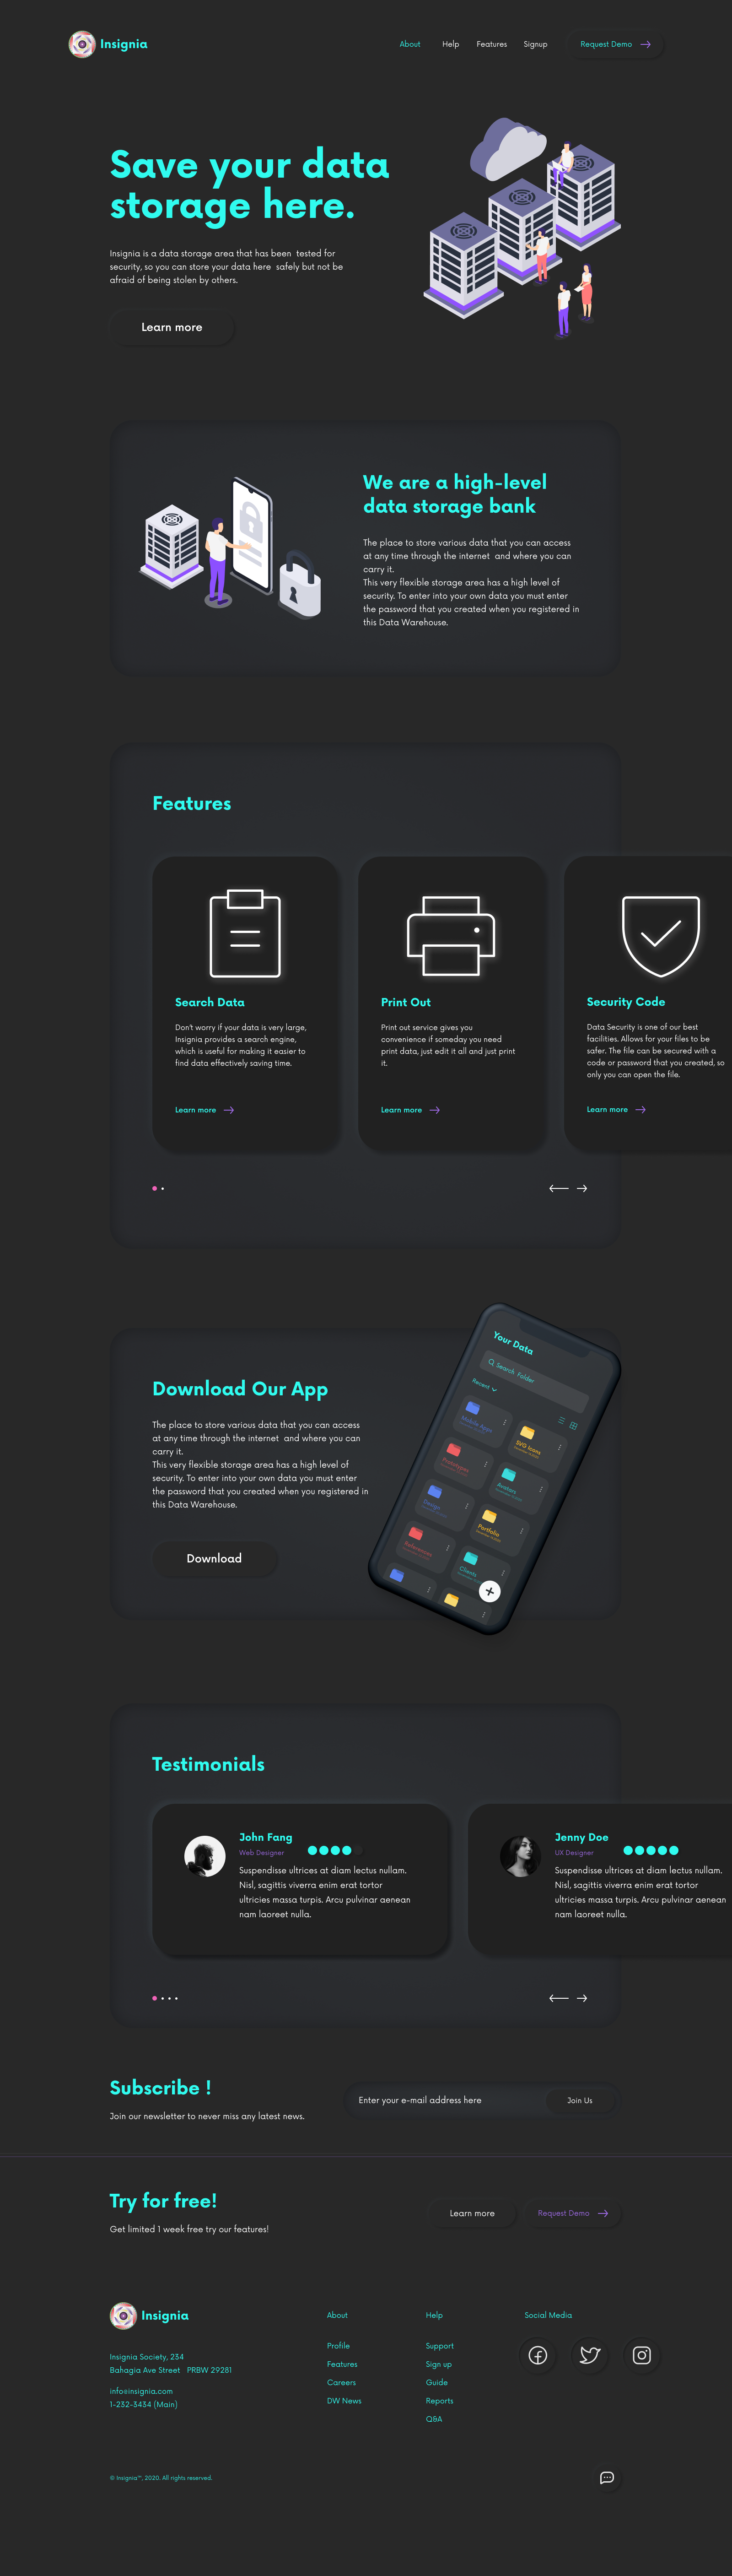 Insignia
About Help Features Signup Request Demo
Save your data
storage here.
Insignia is a data storage area that has been tested for
security, so you can store your data here safely but not be
afraid of being stolen by others.
Learn more
We are a high-level
data storage bank
The place to store various data that you can access
at any time through the internet and where you can
carry it.
This very flexible storage area has a high level of
security. To enter into your own data you must enter
the password that you created when you registered in
this Data Warehouse.
Features
Search Data
Don't worry if your data is very large,
Insignia provides a search engine,
which is useful for making it easier to
find data effectively saving time.
Learn more
Print Out
Print out service gives you
convenience if someday you need
print data, just edit it all and just print
it.
Learn more
Security Code
Data Security is one of our best
facilities. Allows for your files to be
safer. The file can be secured with a
code or password that you created, so
only you can open the file.
Learn more
Download Our App
The place to store various data that you can access
at any time through the internet and where you can
carry it.
This very flexible storage area has a high level of
security. To enter into your own data you must enter
the password that you created when you registered in
this Data Warehouse.
Download
Your Data
Search Folder
Recent
Mobile Apps
SVG Icons
Prototypes
Avatars
Design
Portfolio
References
Clients
Testimonials
John Fang
Web Designer
Suspendisse ultrices at diam lectus nullam.
Nisl, sagittis viverra enim erat tortor
ultricies massa turpis. Arcu pulvinar aenean
nam laoreet nulla.
Jenny Doe
UX Designer
Suspendisse ultrices at diam lectus nullam.
Nisl, sagittis viverra enim erat tortor
ultricies massa turpis. Arcu pulvinar aenean
nam laoreet nulla.
Subscribe !
Join our newsletter to never miss any latest news.
Enter your e-mail address here
Join Us
Try for free!
Get limited 1 week free try our features!
Learn more
Request Demo
Insignia
Insignia Society, 234
Bahagia Ave Street PRBW 29281
info@insignia.com
1-232-3434 (Main)
About
Profile
Features
Careers
DW News
Help
Support
Sign up
Guide
Reports
Q&A
Social Media
© Insignia™, 2020. All rights reserved.